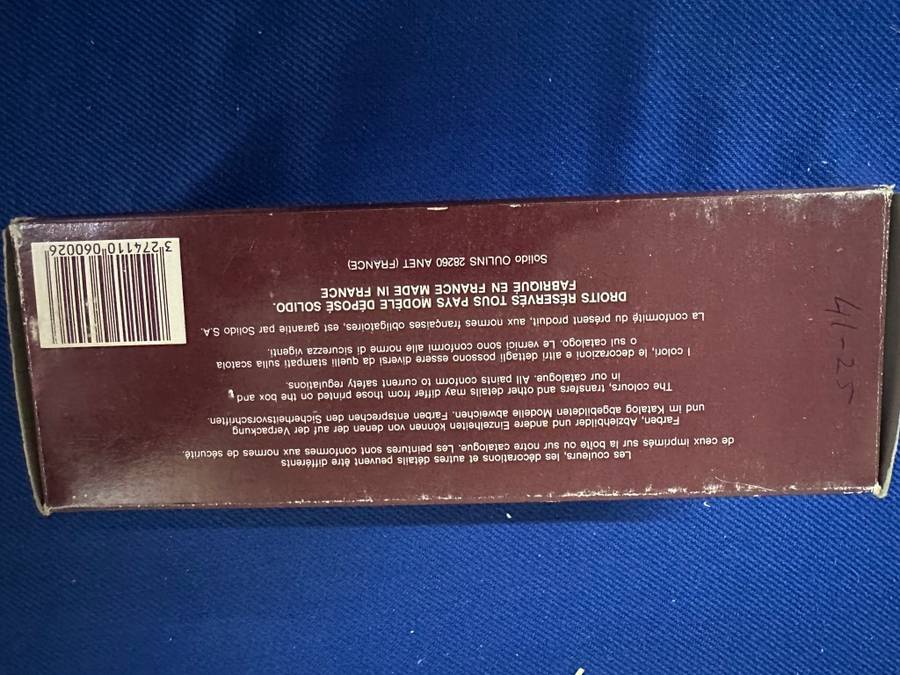 Les couleurs, les décorations et autres détails peuvent être différents
de ceux imprimés sur la boîte ou sur notre catalogue. Les peintures sont conformes aux normes de sécurité.
Farben, Abziehbilder und andere Einzelheiten können von denen der auf der Verpackung
und im Katalog abgebildeten Modelle abweichen. Farben entsprechen den Sicherheitsvorschriften.
The colours, transfers and other details may differ from those printed on the box and
in our catalogue. All paints conform to current safety regulations.
I colori, le decorazioni e altri dettagli possono essere diversi da quelli stampati sulla scatola
o sul catalogo. Le vernici sono conformi alle norme di sicurezza vigenti.
La conformité du présent produit, aux normes françaises obligatoires, est garantie par Solido S.A.
DROITS RÉSERVÉS TOUS PAYS MODÈLE DÉPOSÉ SOLIDO.
FABRIQUÉ EN FRANCE MADE IN FRANCE
Solido OULINS 28260 ANET (FRANCE)
3 274110 060026
41-25